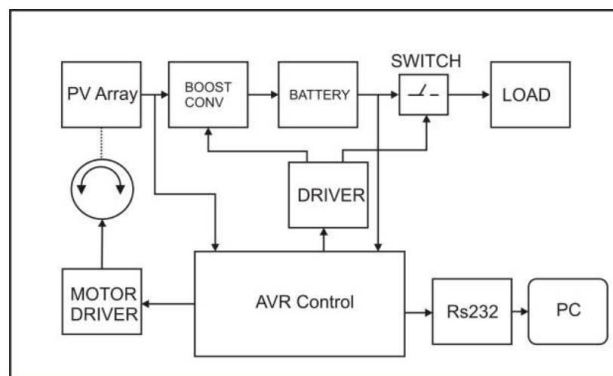 PV Array
BOOST
CONV
BATTERY
SWITCH
LOAD
DRIVER
MOTOR
DRIVER
AVR Control
Rs232
PC